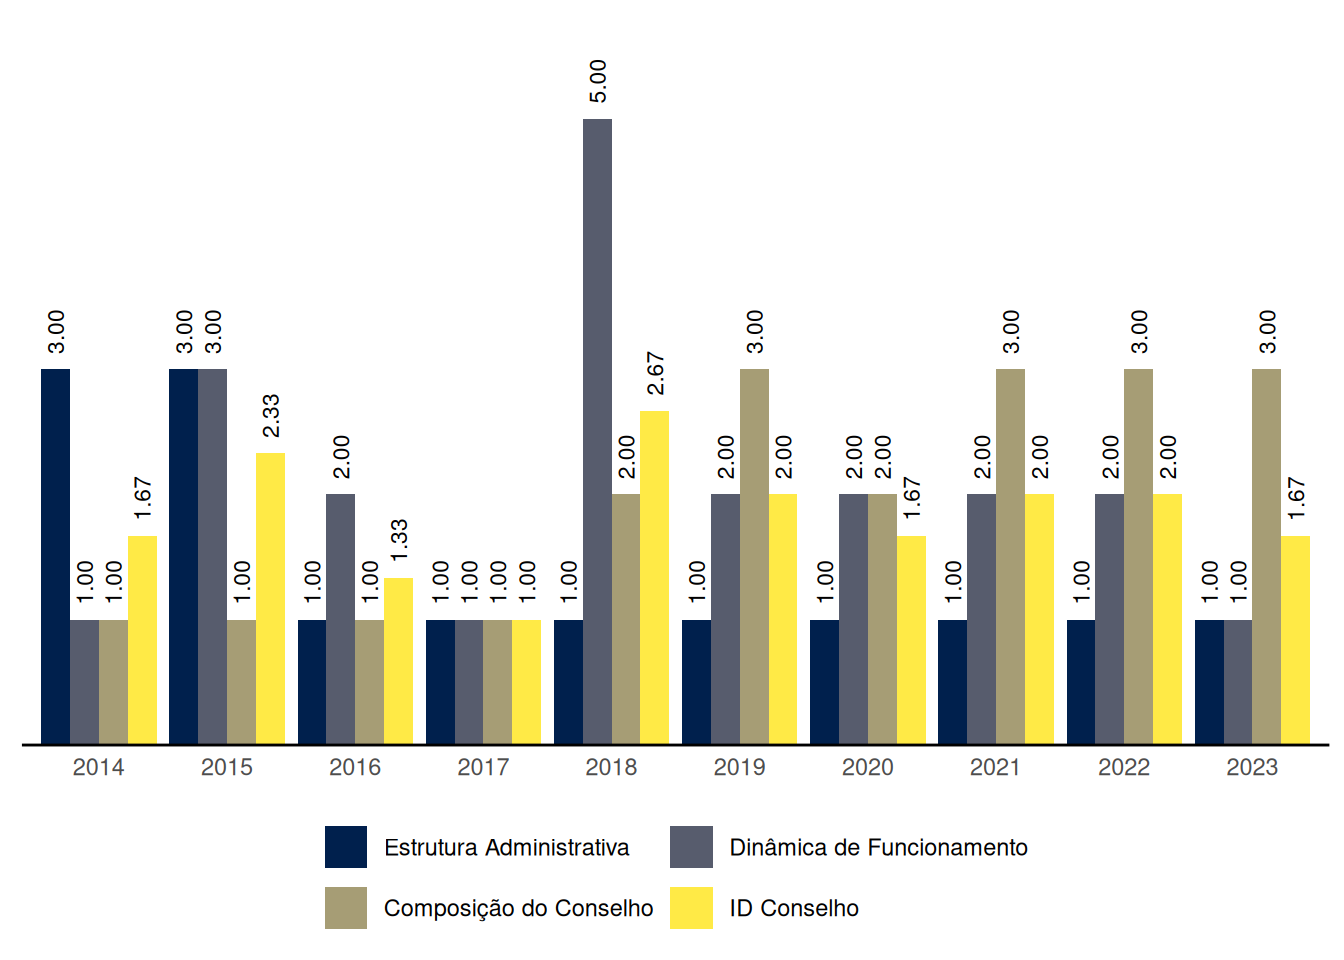 5.00
3.00 3.00 3.00 3.00 3.00 3.00 3.00
2.67
2.33
2.00 2.00 2.00 2.00 2.00 2.00 2.00 2.00 2.00 2.00
1.67 1.67 1.67
1.33
1.00 1.00 1.00 1.00 1.00 1.00 1.00 1.00 1.00 1.00 1.00 1.00 1.00 1.00 1.00 1.00
2014 2015 2016 2017 2018 2019 2020 2021 2022 2023
Estrutura Administrativa Dinâmica de Funcionamento
Composição do Conselho ID Conselho